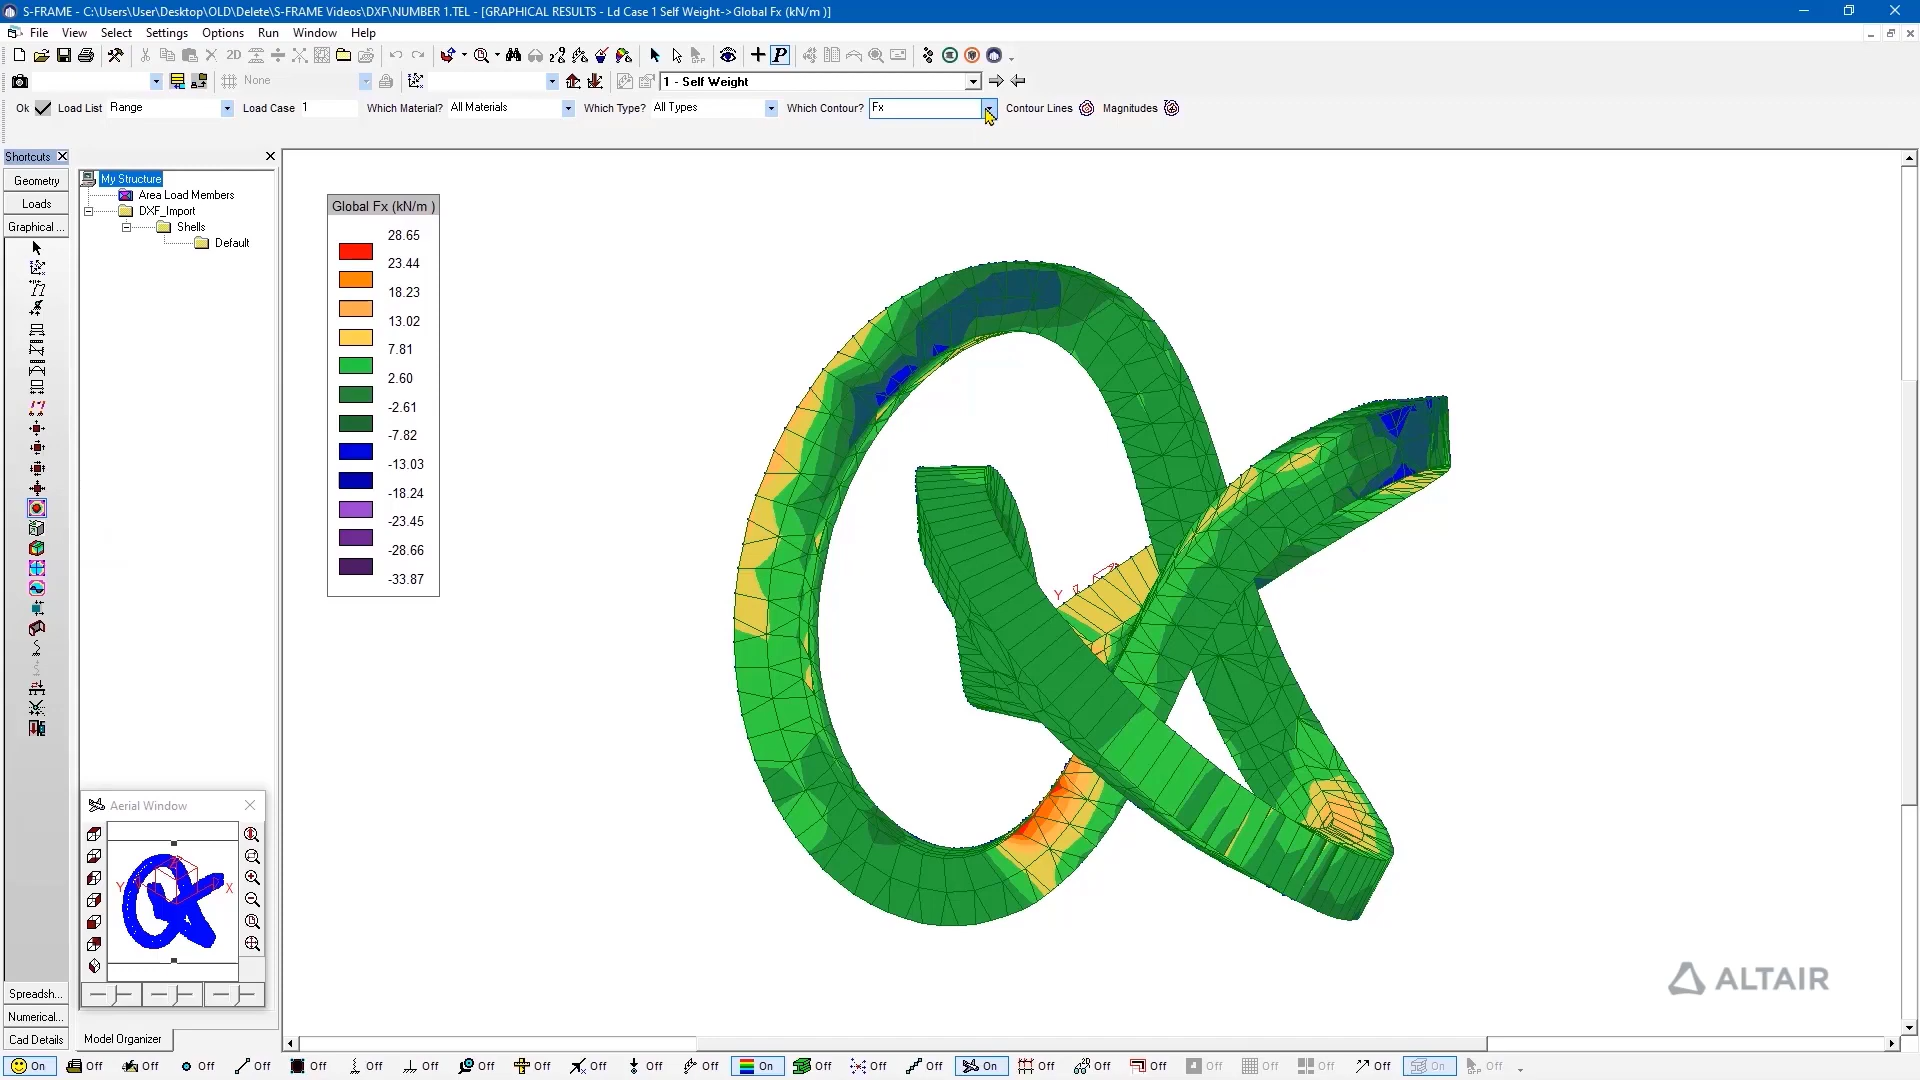 S-FRAME - C:\Users\User\Desktop\OLD\Delete\S-FRAME Videos\DXF\NUMBER 1.TEL - [GRAPHICAL RESULTS - Ld Case 1 Self Weight->Global Fx (kN/m )]
File View Select Settings Options Run Window Help
2D P
None 1 - Self Weight
Ok Load List Range Load Case 1 Which Material? All Materials Which Type? All Types Which Contour? Fx Contour Lines Magnitudes
Shortcuts
Geometry
Loads
Graphical ...
My Structure
Area Load Members
DXF_Import
Shells
Default
Global Fx (kN/m )
28.65
23.44
18.23
13.02
7.81
2.60
-2.61
-7.82
-13.03
-18.24
-23.45
-28.66
-33.87
Y
Aerial Window
Y X
ALTAIR
Spreadsh...
Numerical...
Cad Details
Model Organizer
On Off Off Off Off Off Off Off Off Off Off Off Off On Off Off Off On Off Off Off Off Off Off Off On Off